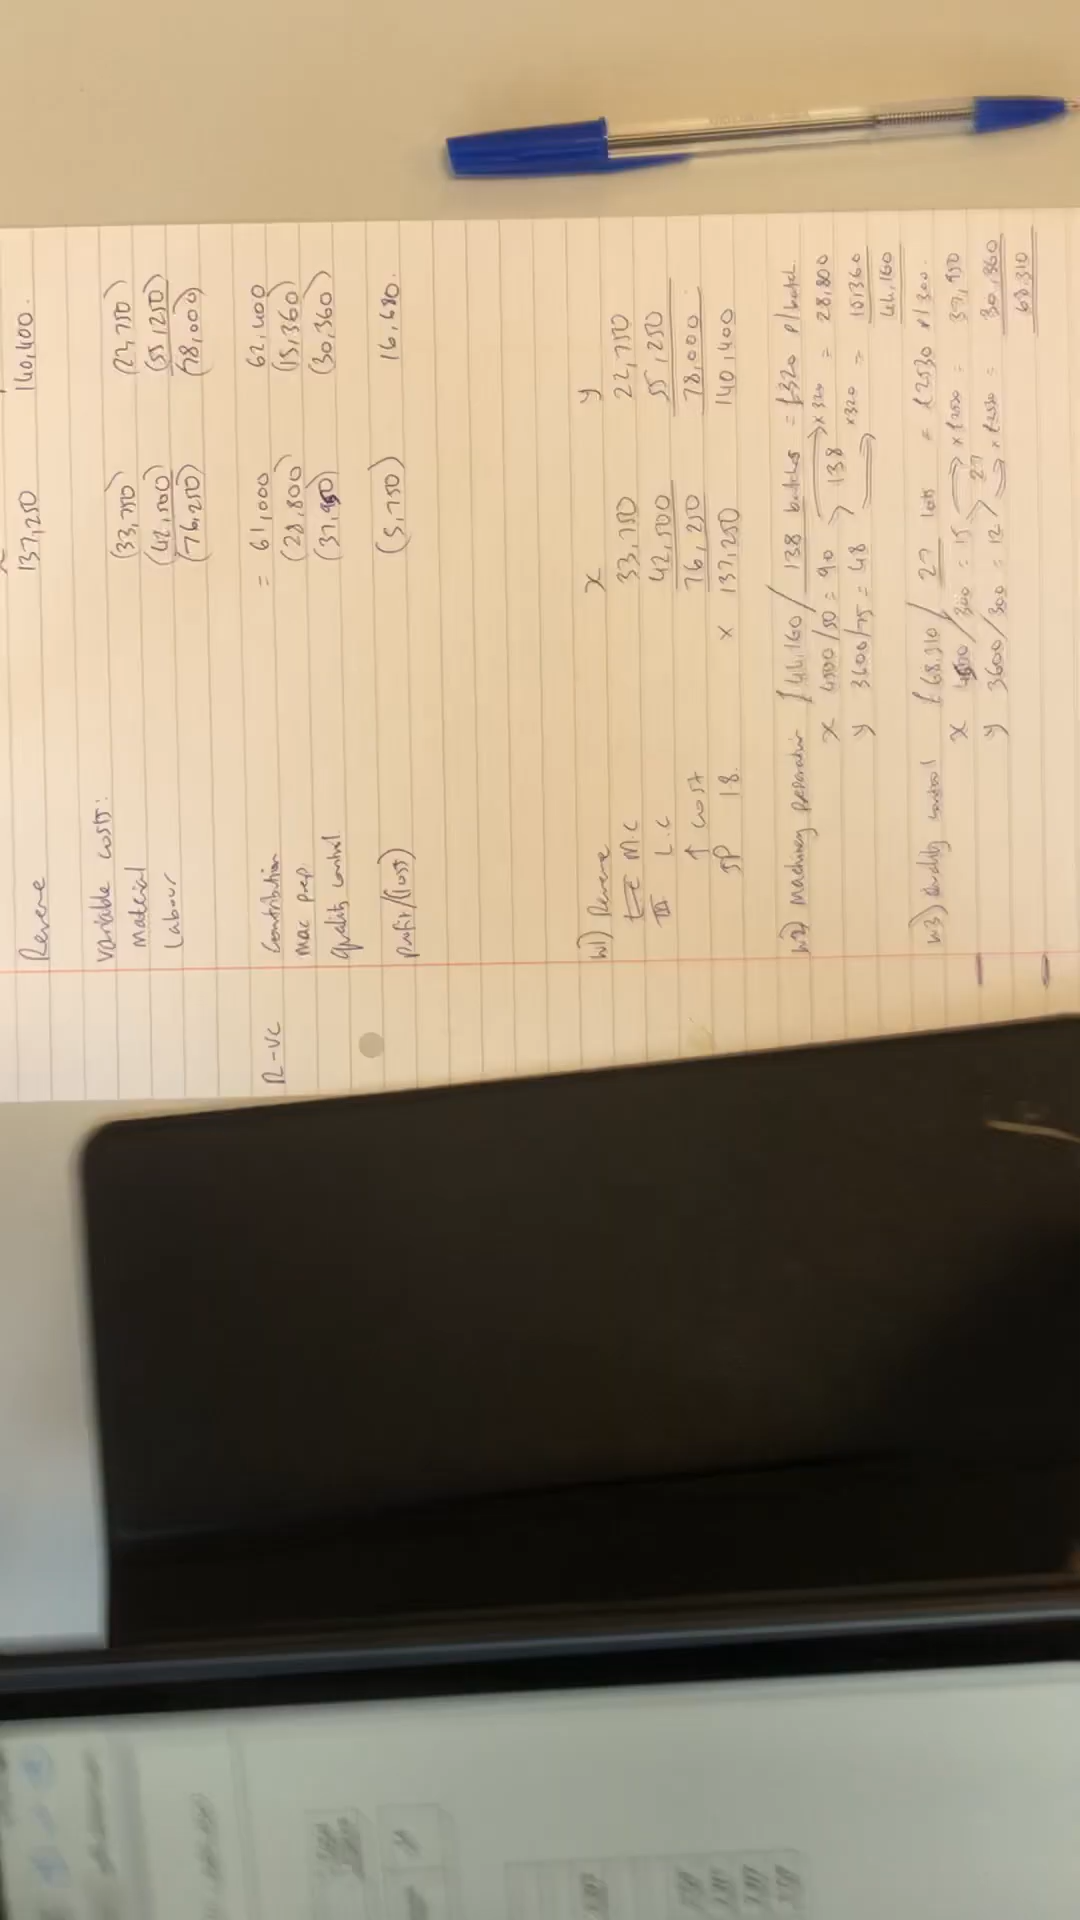 Revenue 137,250 140,400.
Variable costs:
Material (33,750) (22,750)
Labour (42,500) (55,250)
(76,250) (78,000)
R-VC Contribution = 61,000 62,400
mac prep (28,800) (15,360)
quality control (37,950) (30,360)
Profit/(loss) (5,750) 16,680.
W1) Revenue x y
M.C 33,750 22,750
L.C 42,500 55,250
↑ cost 76,250 78,000.
SP 1.8. x 137,250 140,400
W2) Machinery preparation £44,160 / 138 batches = £320 p/batch.
x 4500/50 = 90 138 x 320 = 28,800
y 3600/75 = 48 x320 = 15,360
44,160
W3) Quality control £68,310 / 27 lots = £2530 p/300.
x 4500/300 = 15 27 x £2530 = 37,950
y 3600/300 = 12 x £2530 = 30,360
68,310